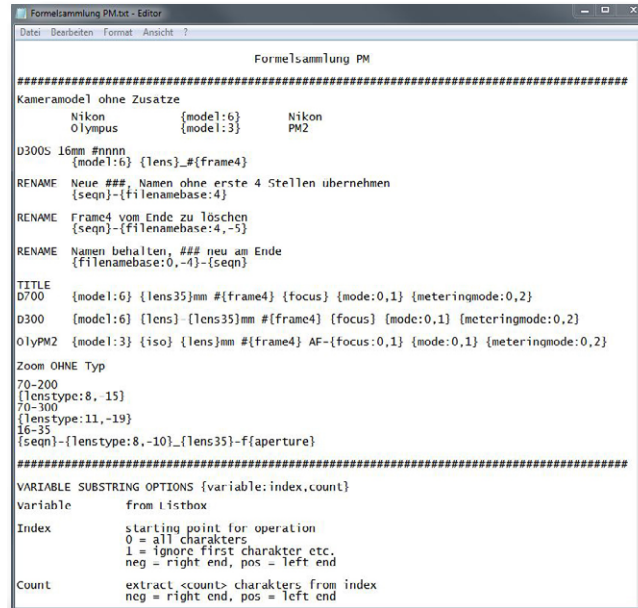 Formelsammlung PM.txt - Editor
Datei Bearbeiten Format Ansicht ?
Formelsammlung PM
##########################################################################################
Kameramodel ohne Zusatze
Nikon {model:6} Nikon
Olympus {model:3} PM2
D300S 16mm #nnnn
{model:6} {lens}_#{frame4}
RENAME Neue ###, Namen ohne erste 4 Stellen ubernehmen
{seqn}-{filenamebase:4}
RENAME Frame4 vom Ende zu löschen
{seqn}-{filenamebase:4,-5}
RENAME Namen behalten, ### neu am Ende
{filenamebase:0,-4}-{seqn}
TITLE
D700 {model:6} {lens35}mm #{frame4} {focus} {mode:0,1} {meteringmode:0,2}
D300 {model:6} {lens}-{lens35}mm #{frame4} {focus} {mode:0,1} {meteringmode:0,2}
OlyPM2 {model:3} {iso} {lens}mm #{frame4} AF-{focus:0,1} {mode:0,1} {meteringmode:0,2}
Zoom OHNE Typ
70-200
{lenstype:8,-15}
70-300
{lenstype:11,-19}
16-35
{seqn}-{lenstype:8,-10}_{lens35}-f{aperture}
##########################################################################################
VARIABLE SUBSTRING OPTIONS {variable:index,count}
Variable from Listbox
Index starting point for operation
0 = all charakters
1 = ignore first charakter etc.
neg = right end, pos = left end
Count extract <count> charakters from index
neg = right end, pos = left end